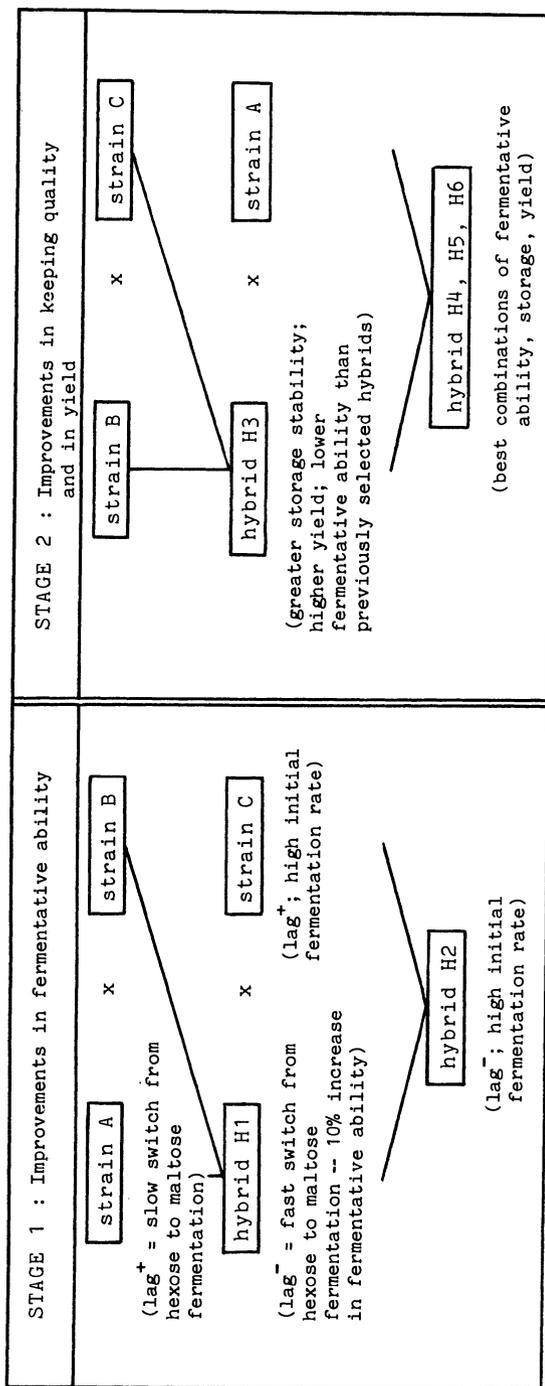 STAGE 1 : Improvements in fermentative ability
strain A
x
strain B
(lag+ = slow switch from
hexose to maltose
fermentation)
hybrid H1
x
strain C
(lag- = fast switch from
hexose to maltose
fermentation -- 10% increase
in fermentative ability)
(lag+; high initial
fermentation rate)
hybrid H2
(lag-; high initial
fermentation rate)
STAGE 2 : Improvements in keeping quality
and in yield
strain B
x
strain C
hybrid H3
x
strain A
(greater storage stability;
higher yield; lower
fermentative ability than
previously selected hybrids)
hybrid H4, H5, H6
(best combinations of fermentative
ability, storage, yield)